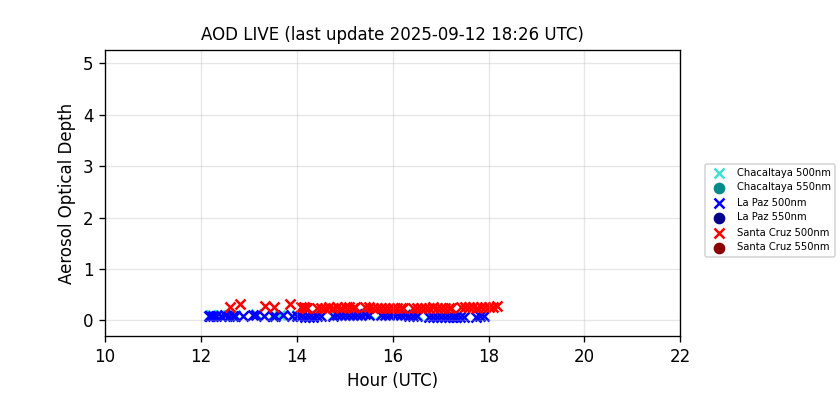 AOD LIVE (last update 2025-09-12 18:26 UTC)
Aerosol Optical Depth
5
4
3
2
1
0
10 12 14 16 18 20 22
Hour (UTC)
Chacaltaya 500nm
Chacaltaya 550nm
La Paz 500nm
La Paz 550nm
Santa Cruz 500nm
Santa Cruz 550nm